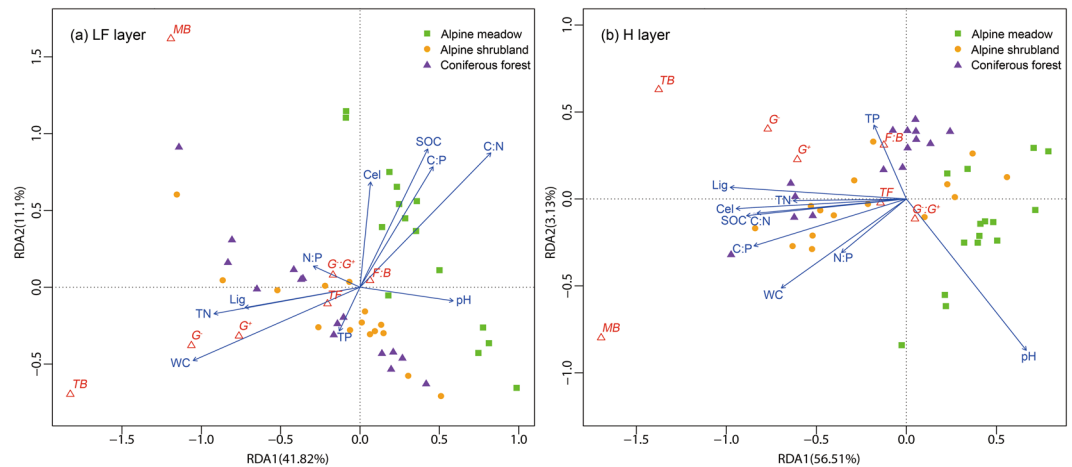 (a) LF layer
Alpine meadow
Alpine shrubland
Coniferous forest
MB
SOC
C:N
C:P
Cel
N:P
G⁻:G⁺
F:B
TF
pH
Lig
TN
G⁻
G⁺
TP
WC
TB
1.5
1.0
0.5
0.0
−0.5
RDA2(11.1%)
−1.5
−1.0
−0.5
0.0
0.5
1.0
RDA1(41.82%)
(b) H layer
Alpine meadow
Alpine shrubland
Coniferous forest
TB
G⁻
G⁺
TP
F:B
Lig
TN
TF
Cel
SOC
C:N
G⁻:G⁺
C:P
N:P
WC
MB
pH
1.0
0.5
0.0
−0.5
−1.0
RDA2(3.13%)
−1.5
−1.0
−0.5
0.0
0.5
RDA1(56.51%)